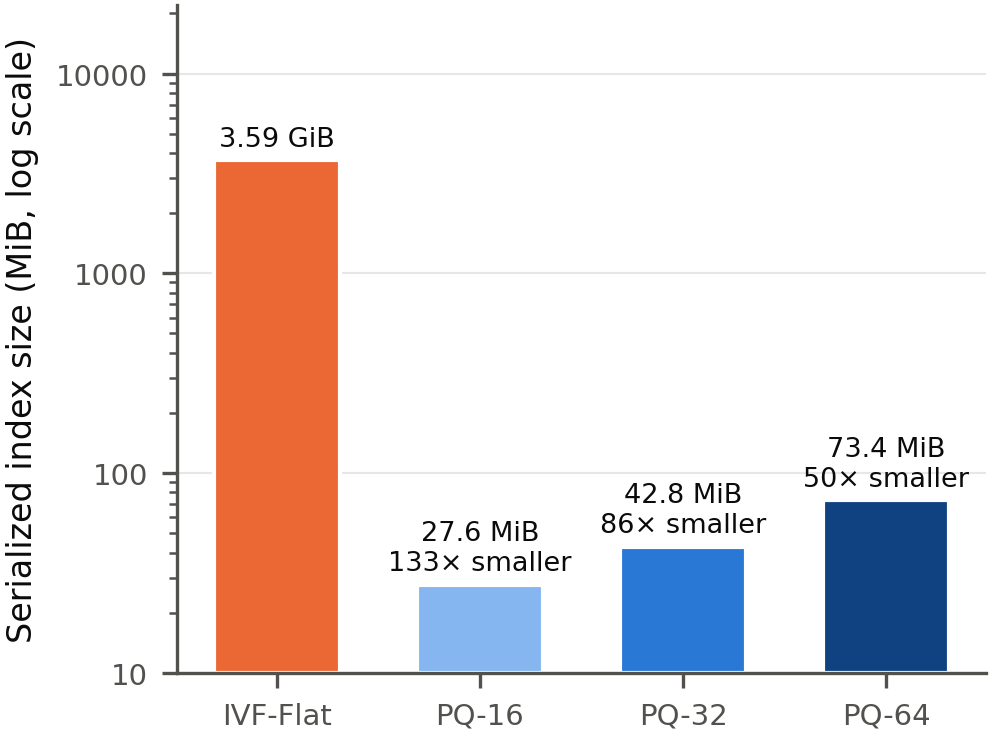 Serialized index size (MiB, log scale)
10000
1000
100
10
3.59 GiB
27.6 MiB
133× smaller
42.8 MiB
86× smaller
73.4 MiB
50× smaller
IVF-Flat
PQ-16
PQ-32
PQ-64